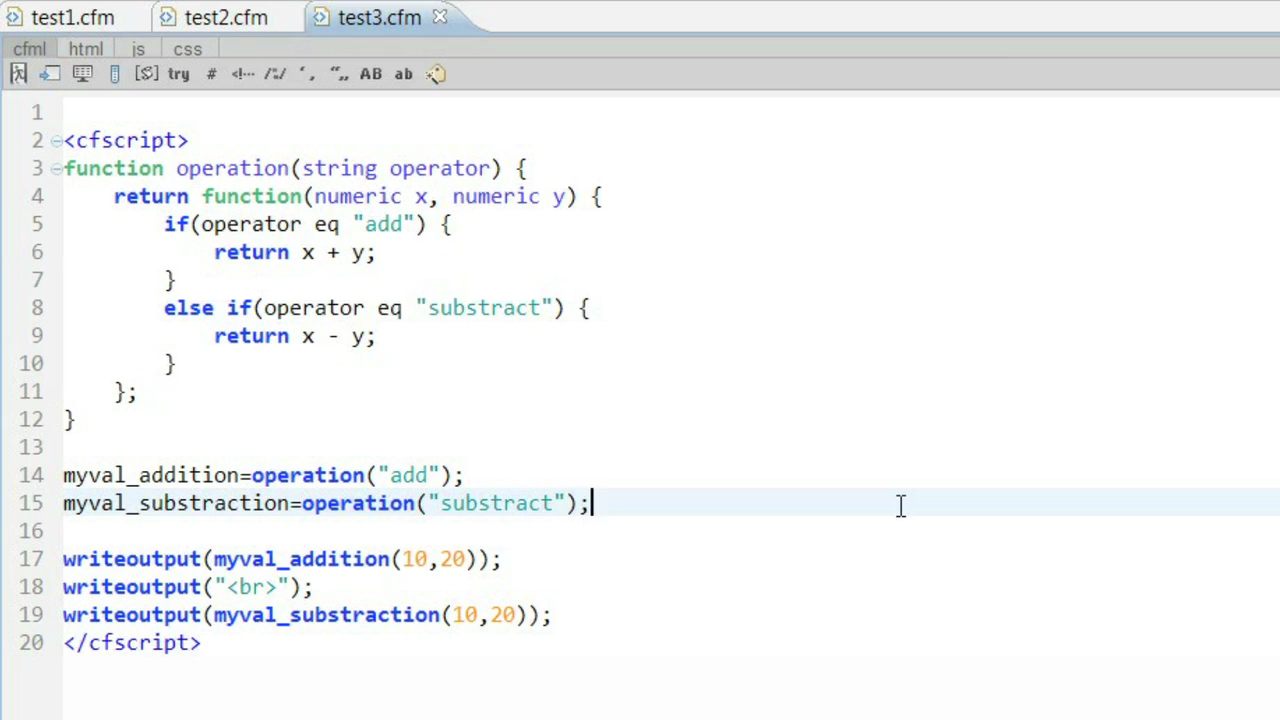 test1.cfm test2.cfm test3.cfm
cfml html js css
[S] try # <!-- /*/ ‘, “„ AB ab
1
2 <cfscript>
3 function operation(string operator) {
4 return function(numeric x, numeric y) {
5 if(operator eq "add") {
6 return x + y;
7 }
8 else if(operator eq "substract") {
9 return x - y;
10 }
11 };
12 }
13
14 myval_addition=operation("add");
15 myval_substraction=operation("substract");
16
17 writeoutput(myval_addition(10,20));
18 writeoutput("<br>");
19 writeoutput(myval_substraction(10,20));
20 </cfscript>